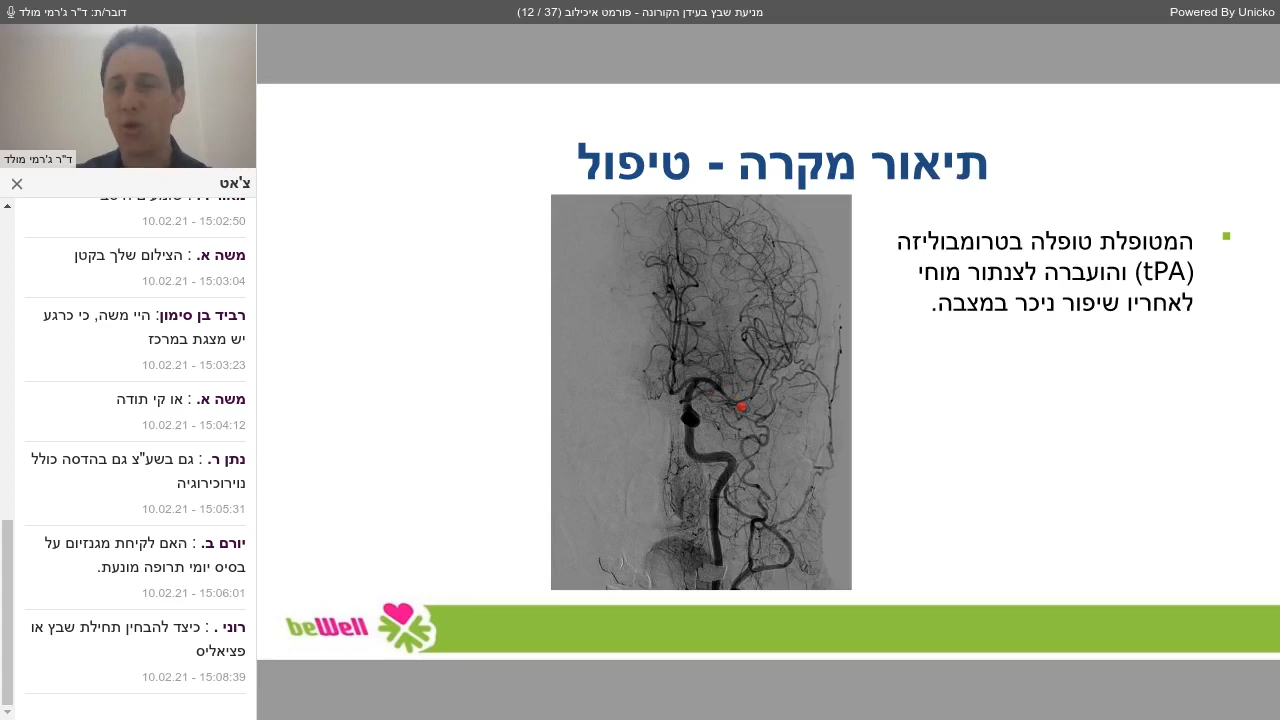 דובר/ת: ד"ר ג'רמי מולד
מניעת שבץ בעידן הקורונה - פורמט איכילוב (37 / 12)
Powered By Unicko
ד"ר ג'רמי מולד
צ'אט
10.02.21 - 15:02:50
משה א. : הצילום שלך בקטן
10.02.21 - 15:03:04
רביד בן סימון: היי משה, כי כרגע
יש מצגת במרכז
10.02.21 - 15:03:23
משה א. : או קי תודה
10.02.21 - 15:04:12
נתן ר. : גם בשע"צ גם בהדסה כולל
נוירוכירוגיה
10.02.21 - 15:05:31
יורם ב. : האם לקיחת מגנזיום על
בסיס יומי תרופה מונעת.
10.02.21 - 15:06:01
רוני . : כיצד להבחין תחילת שבץ או
פציאליס
10.02.21 - 15:08:39
תיאור מקרה - טיפול
המטופלת טופלה בטרומבוליזה
(tPA) והועברה לצנתור מוחי
לאחריו שיפור ניכר במצבה.
beWell